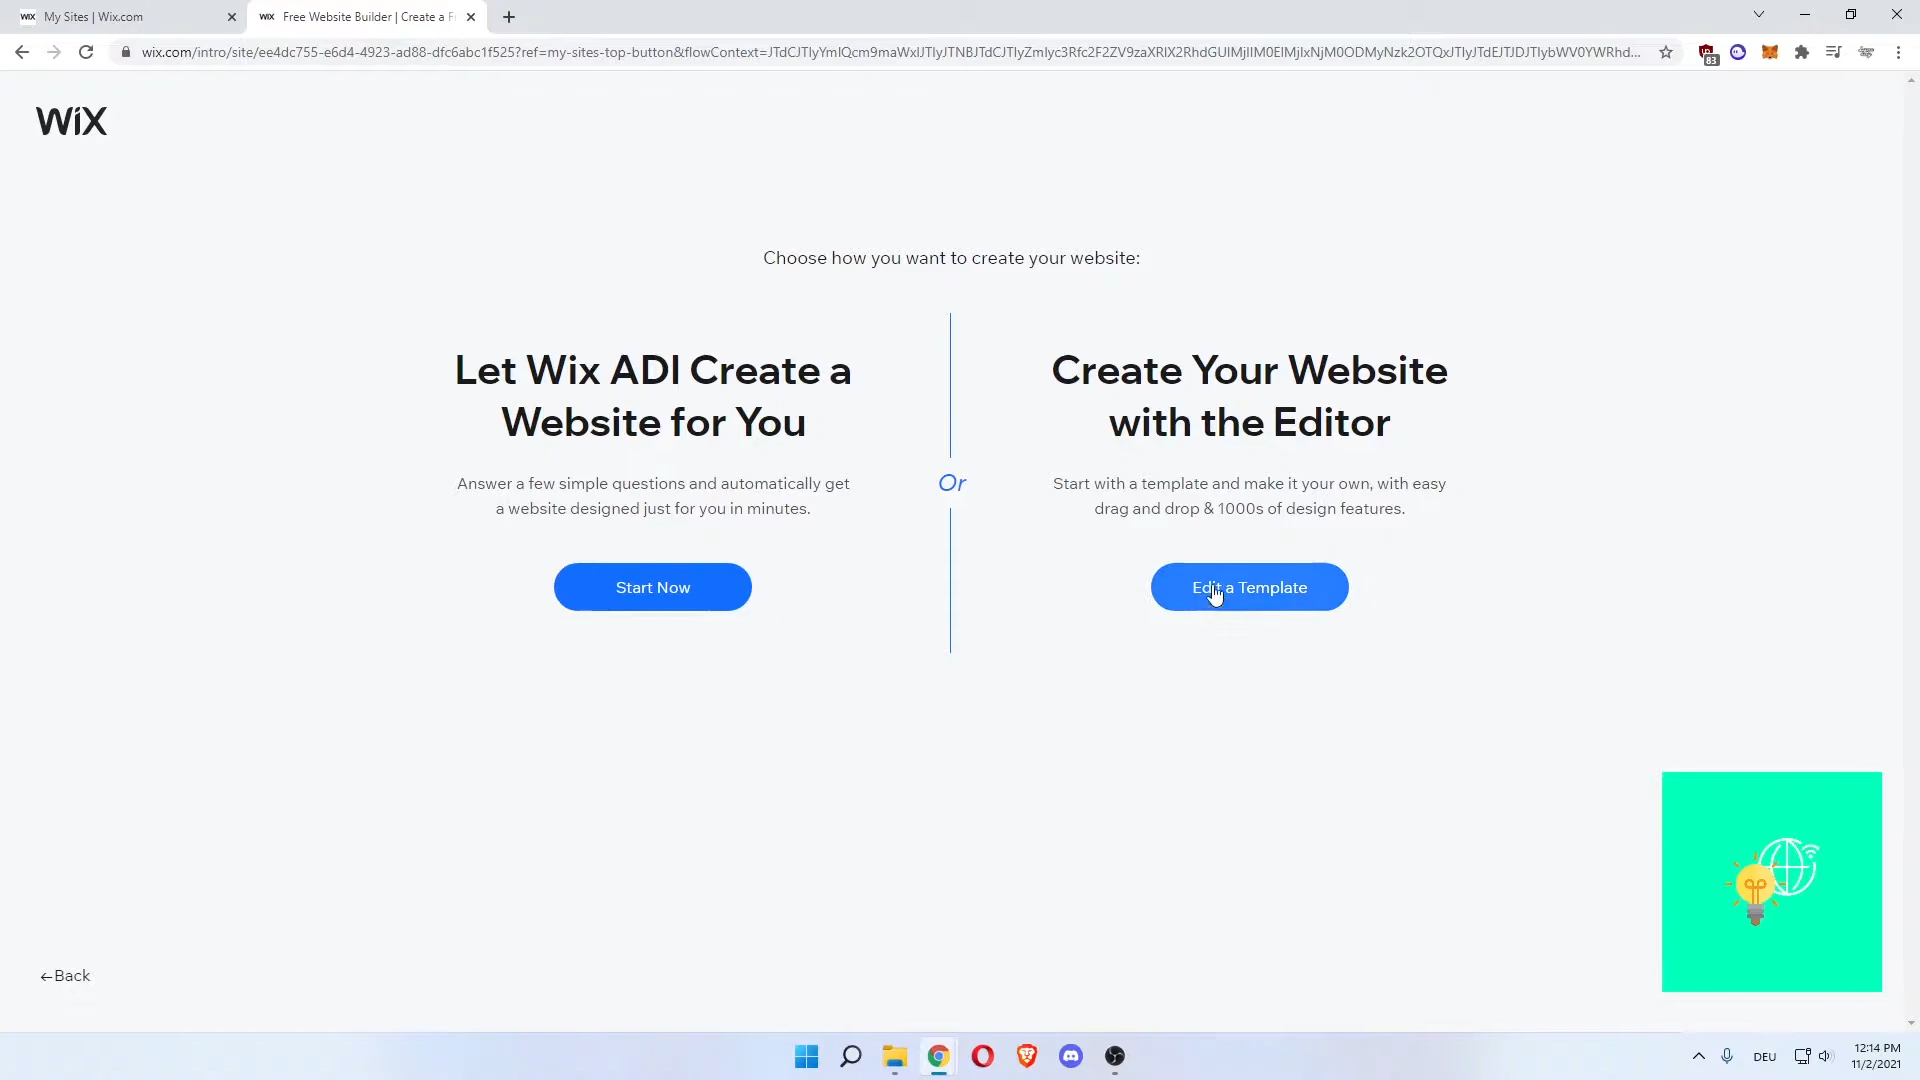 WiX My Sites | Wix.com
WiX Free Website Builder | Create a Fr
wix.com/intro/site/ee4dc755-e6d4-4923-ad88-dfc6abc1f525?ref=my-sites-top-button&flowContext=
83
WiX
Choose how you want to create your website:
Let Wix ADI Create a
Website for You
Answer a few simple questions and automatically get
a website designed just for you in minutes.
Start Now
Or
Create Your Website
with the Editor
Start with a template and make it your own, with easy
drag and drop & 1000s of design features.
Edit a Template
←Back
DEU
12:14 PM
11/2/2021